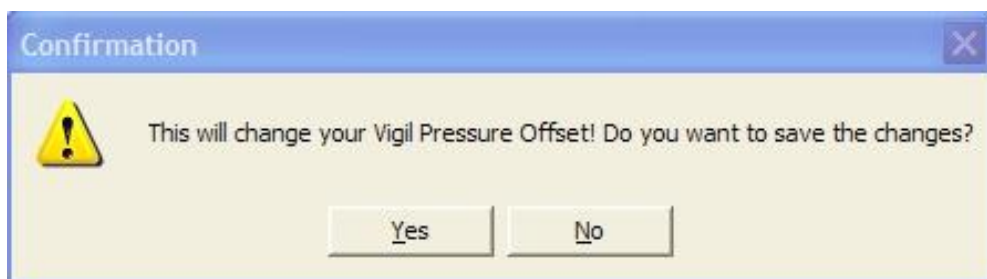 Confirmation
This will change your Vigil Pressure Offset! Do you want to save the changes?
Yes
No